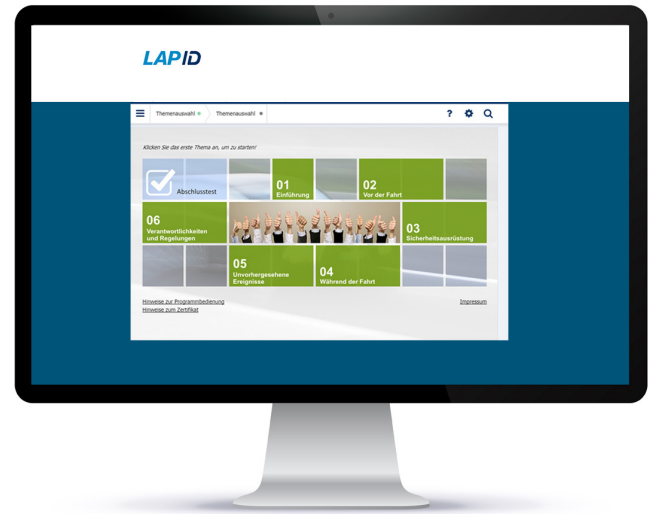 LAPID
Themenauswahl
Themenauswahl
?
Klicken Sie das erste Thema an, um zu starten!
Abschlusstest
01
Einführung
02
Vor der Fahrt
06
Verantwortlichkeiten
und Regelungen
03
Sicherheitsausrüstung
05
Unvorhergesehene
Ereignisse
04
Während der Fahrt
Hinweise zur Programmbedienung
Hinweise zum Zertifikat
Impressum